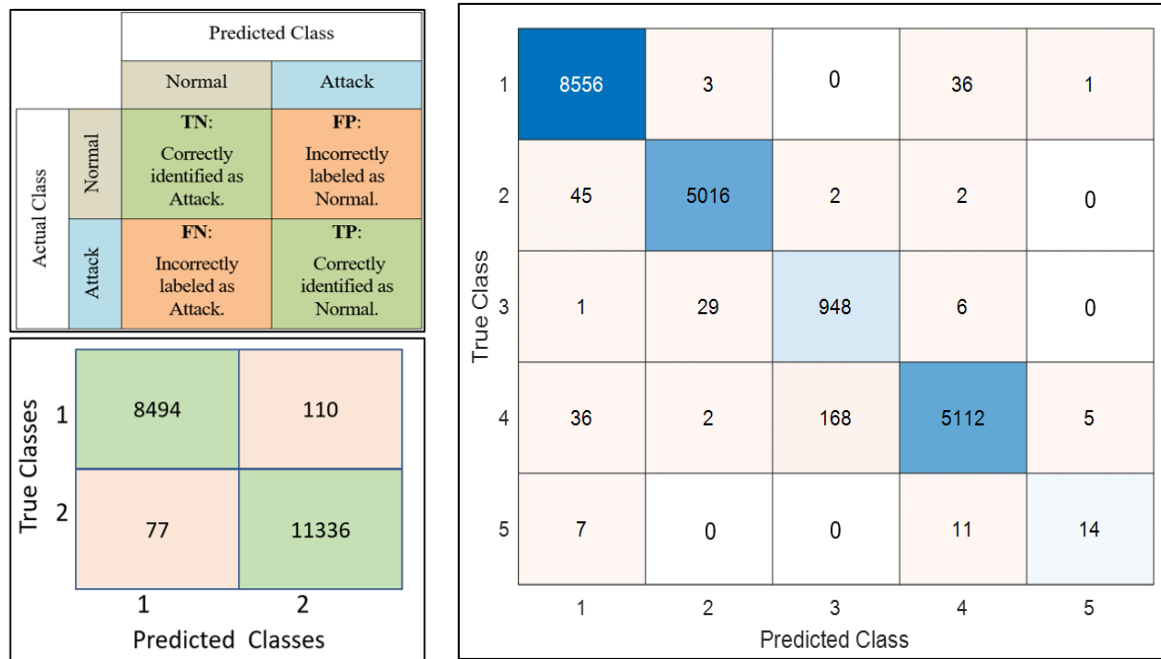 Predicted Class
Normal Attack
Actual Class
Normal
TN: FP:
Correctly Incorrectly
identified as labeled as
Attack. Normal.
Attack
FN: TP:
Incorrectly Correctly
labeled as identified as
Attack. Normal.
True Classes
1 8494 110
2 77 11336
1 2
Predicted Classes
True Class
1 8556 3 0 36 1
2 45 5016 2 2 0
3 1 29 948 6 0
4 36 2 168 5112 5
5 7 0 0 11 14
1 2 3 4 5
Predicted Class